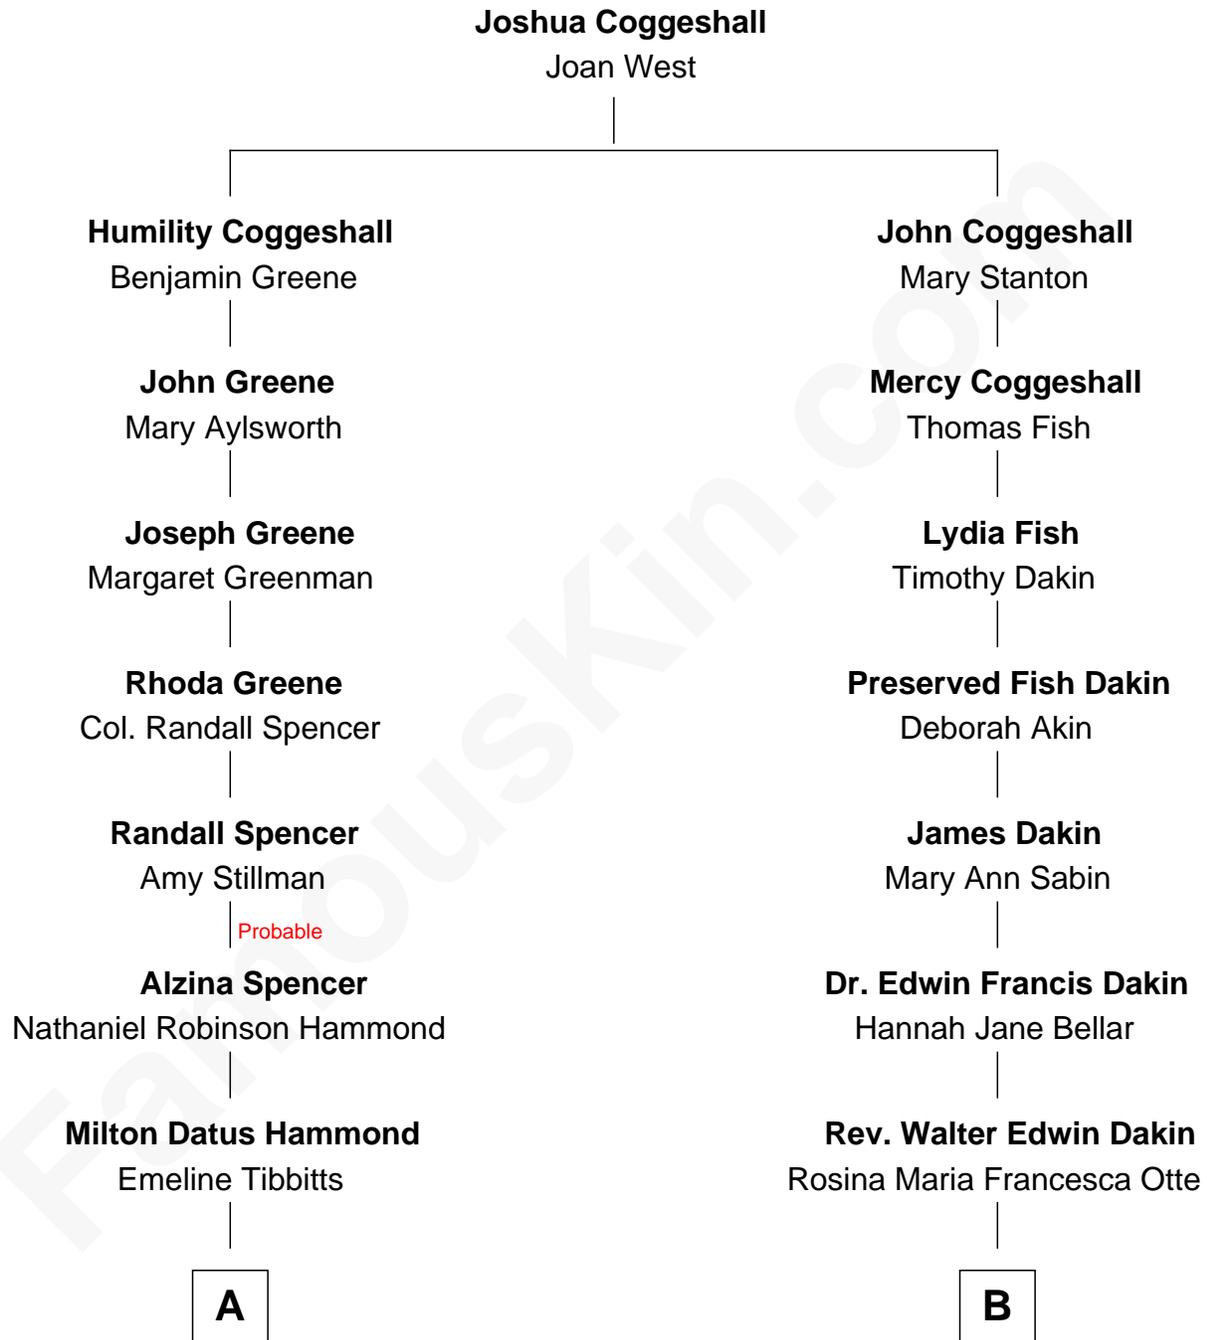 Joshua Coggeshall
Joan West
Humility Coggeshall
Benjamin Greene
John Coggeshall
Mary Stanton
John Greene
Mary Aylsworth
Mercy Coggeshall
Thomas Fish
Joseph Greene
Margaret Greenman
Lydia Fish
Timothy Dakin
Rhoda Greene
Col. Randall Spencer
Preserved Fish Dakin
Deborah Akin
Randall Spencer
Amy Stillman
James Dakin
Mary Ann Sabin
Probable
Alzina Spencer
Nathaniel Robinson Hammond
Dr. Edwin Francis Dakin
Hannah Jane Bellar
Milton Datus Hammond
Emeline Tibbitts
Rev. Walter Edwin Dakin
Rosina Maria Francesca Otte
A
B
FamousKin.com